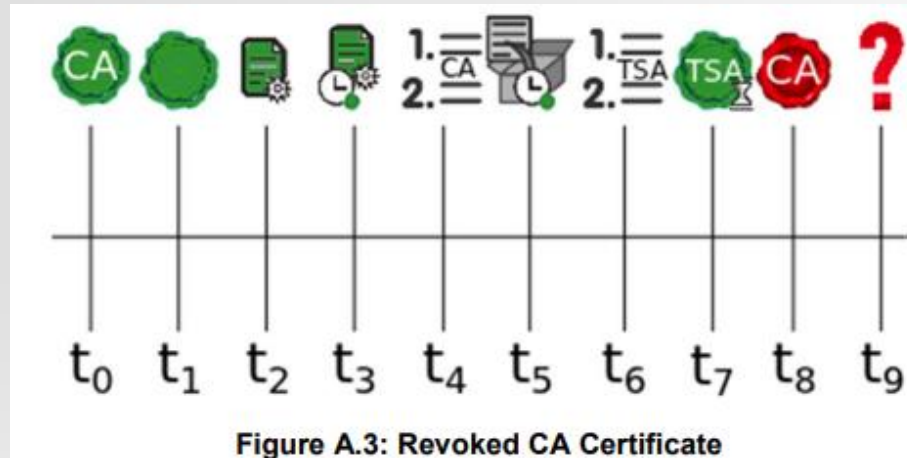 CA 1. CA 1. TSA TSA CA ?
2. 2.
t₀ t₁ t₂ t₃ t₄ t₅ t₆ t₇ t₈ t₉
Figure A.3: Revoked CA Certificate